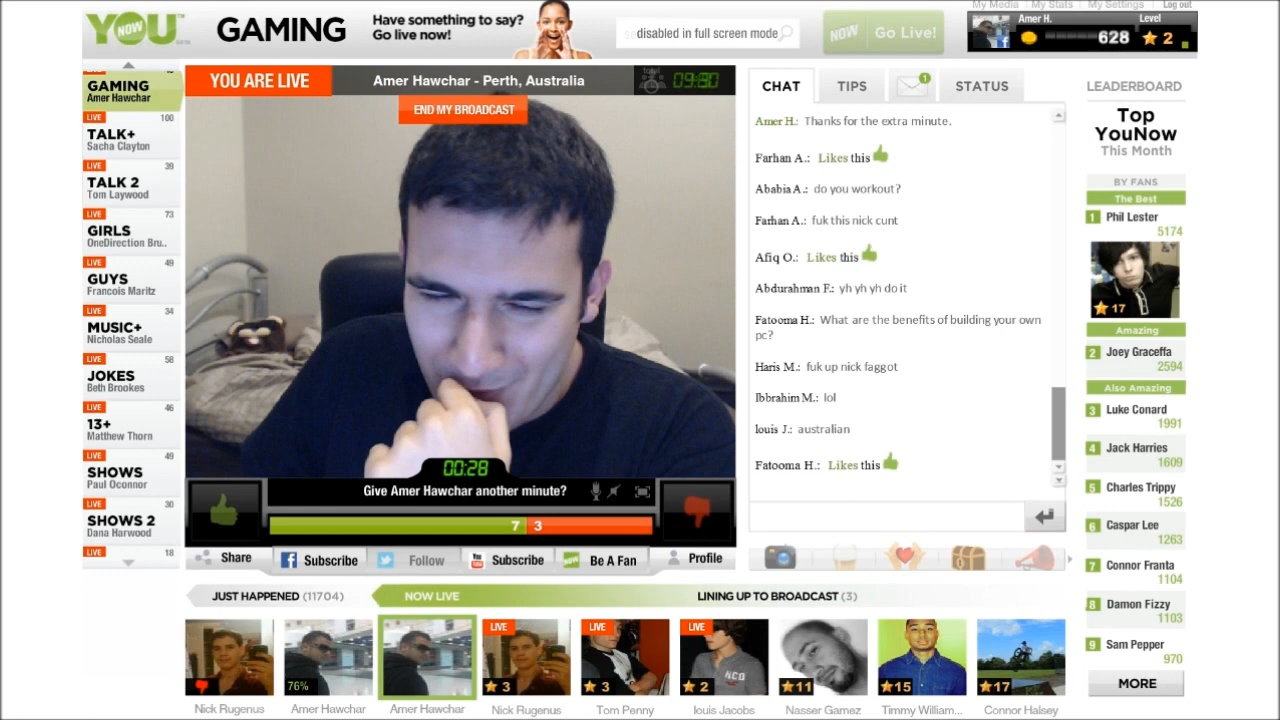 YOU NOW BETA
GAMING
Have something to say?
Go live now!
disabled in full screen mode
NOW Go Live!
My Media | My Stats | My Settings | Log out
Amer H.
Level
628
2
GAMING
Amer Hawchar
LIVE 100
TALK+
Sacha Clayton
LIVE 39
TALK 2
Tom Laywood
LIVE 73
GIRLS
OneDirection Bru..
LIVE 49
GUYS
Francois Maritz
LIVE 34
MUSIC+
Nicholas Seale
LIVE 58
JOKES
Beth Brookes
LIVE 46
13+
Matthew Thorn
LIVE 49
SHOWS
Paul Oconnor
LIVE 30
SHOWS 2
Dana Harwood
LIVE 18
YOU ARE LIVE
Amer Hawchar - Perth, Australia
total
END MY BROADCAST
00:28
Give Amer Hawchar another minute?
7 3
Share
Subscribe
Follow
You Tube
Subscribe
NOW
Be A Fan
Profile
CHAT
TIPS
1
STATUS
Amer H.: Thanks for the extra minute.
Farhan A.: Likes this
Ababia A.: do you workout?
Farhan A.: fuk this nick cunt
Afiq O.: Likes this
Abdurahman F.: yh yh yh do it
Fatooma H.: What are the benefits of building your own
pc?
Haris M.: fuk up nick faggot
Ibbrahim M.: lol
louis J.: australian
Fatooma H.: Likes this
LEADERBOARD
Top
YouNow
This Month
BY FANS
The Best
1 Phil Lester
5174
17
Amazing
2 Joey Graceffa
2594
Also Amazing
3 Luke Conard
1991
4 Jack Harries
1609
5 Charles Trippy
1526
6 Caspar Lee
1263
7 Connor Franta
1104
8 Damon Fizzy
1103
9 Sam Pepper
970
MORE
JUST HAPPENED (11704)
NOW LIVE
LINING UP TO BROADCAST (3)
LIVE
LIVE
LIVE
76%
3
3
2
11
15
17
Nick Rugenus
Amer Hawchar
Amer Hawchar
Nick Rugenus
Tom Penny
louis Jacobs
Nasser Gamez
Timmy William...
Connor Halsey